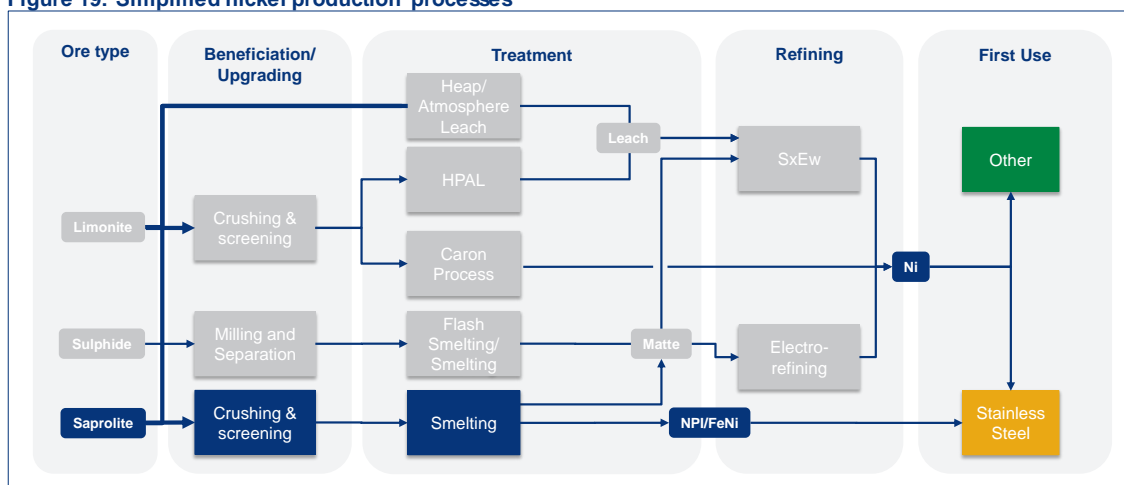 Figure 19: Simplified nickel production processes
Ore type
Beneficiation/
Upgrading
Treatment
Refining
First Use
Heap/
Atmosphere
Leach
Leach
SxEw
Other
HPAL
Limonite
Crushing &
screening
Caron
Process
Ni
Sulphide
Milling and
Separation
Flash
Smelting/
Smelting
Matte
Electro-
refining
Saprolite
Crushing &
screening
Smelting
NPI/FeNi
Stainless
Steel